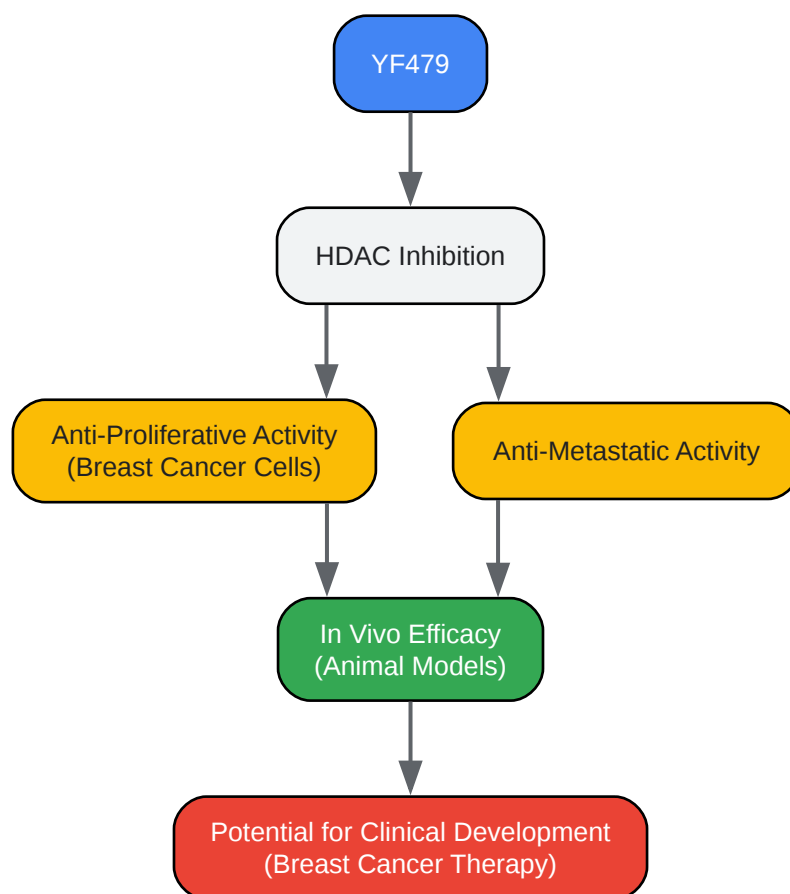 YF479
HDAC Inhibition
Anti-Proliferative Activity
(Breast Cancer Cells)
Anti-Metastatic Activity
In Vivo Efficacy
(Animal Models)
Potential for Clinical Development
(Breast Cancer Therapy)